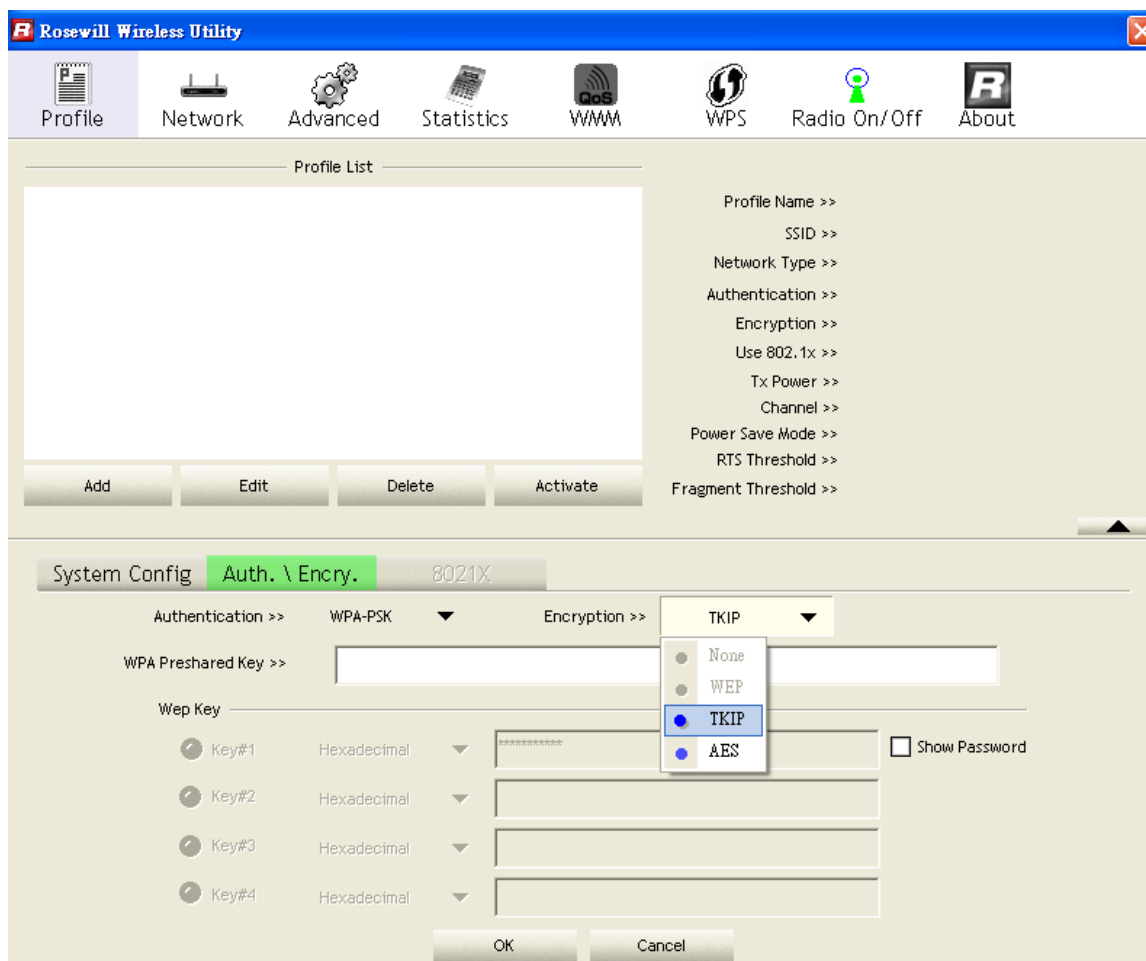 R Rosewill Wireless Utility
Profile Network Advanced Statistics QoS WMM WPS Radio On/Off R About
Profile List
Profile Name >>
SSID >>
Network Type >>
Authentication >>
Encryption >>
Use 802.1x >>
Tx Power >>
Channel >>
Power Save Mode >>
RTS Threshold >>
Fragment Threshold >>
Add Edit Delete Activate
System Config Auth. \ Encry. 8021X
Authentication >> WPA-PSK Encryption >> TKIP
None
WEP
TKIP
AES
WPA Preshared Key >>
Wep Key
Key#1 Hexadecimal *********** Show Password
Key#2 Hexadecimal
Key#3 Hexadecimal
Key#4 Hexadecimal
OK Cancel